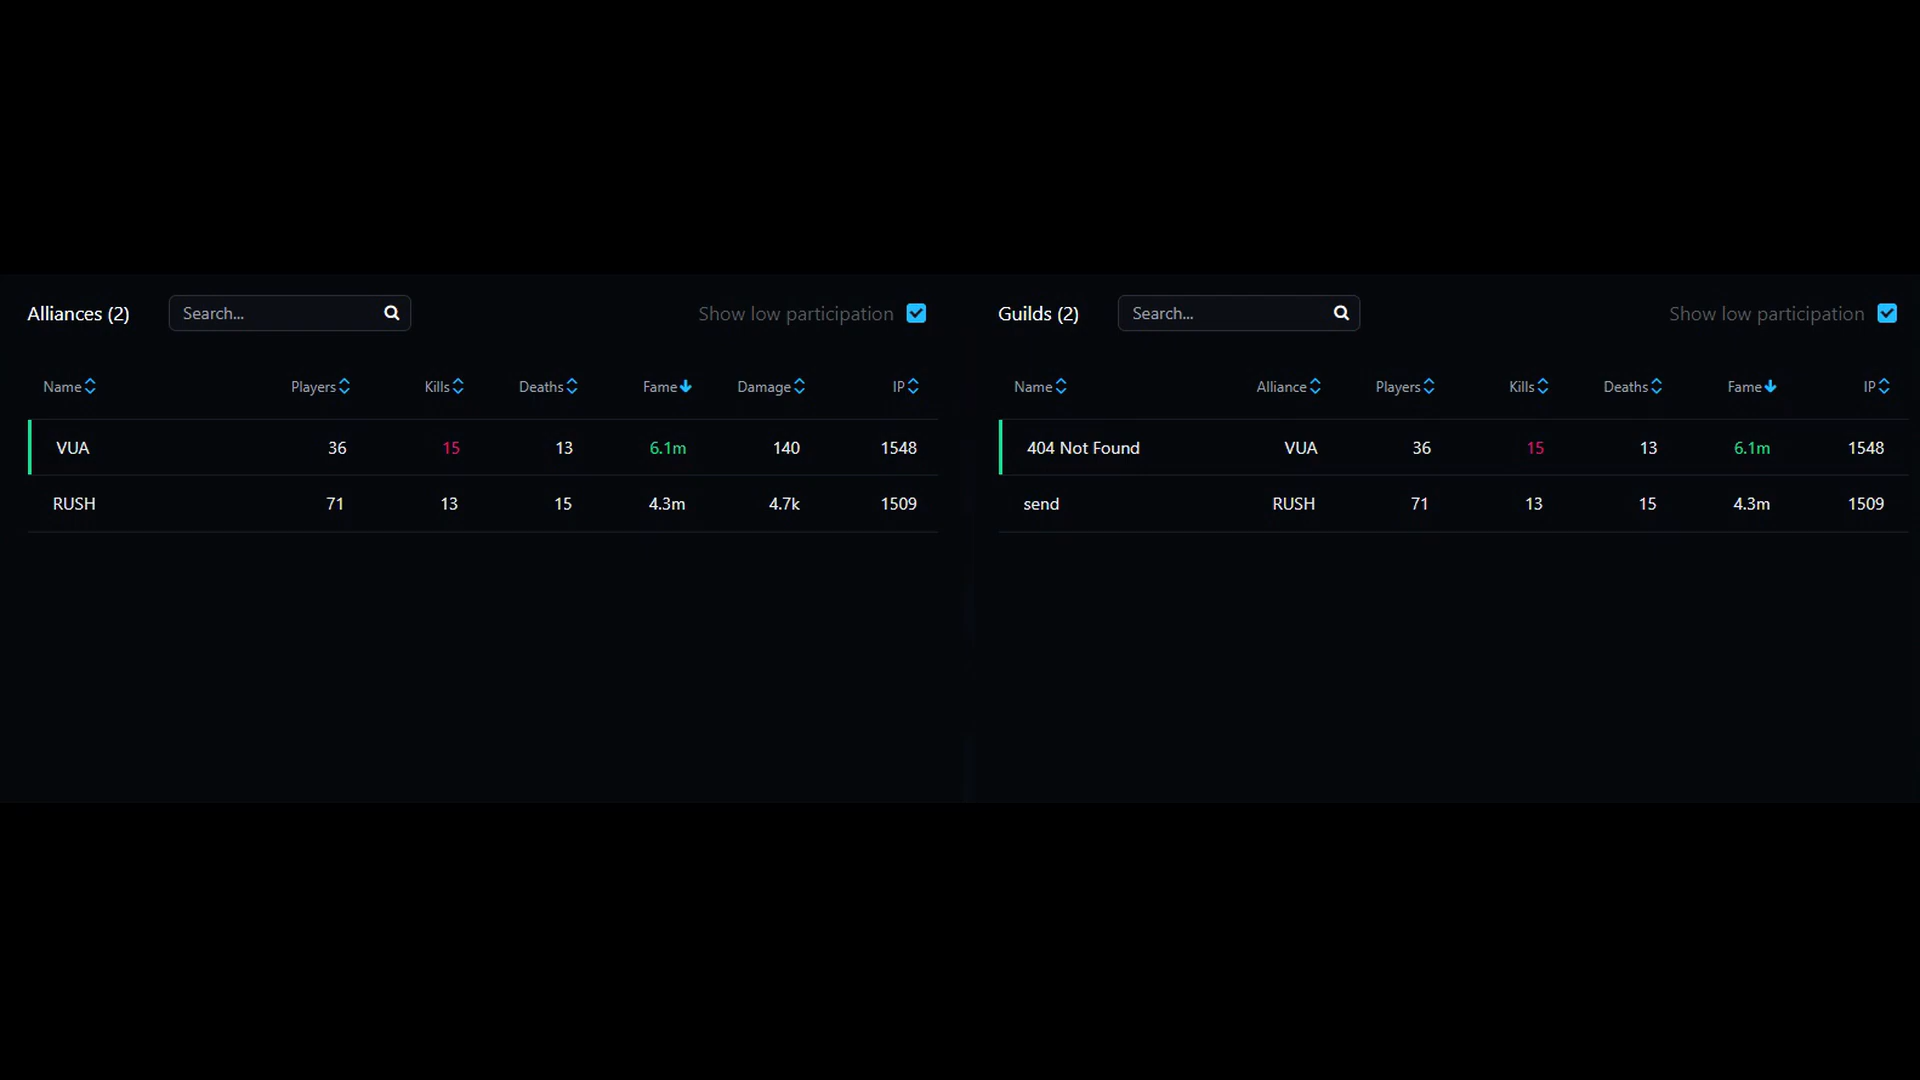 Alliances (2) Search... Show low participation
Name Players Kills Deaths Fame Damage IP
VUA 36 15 13 6.1m 140 1548
RUSH 71 13 15 4.3m 4.7k 1509
Guilds (2) Search... Show low participation
Name Alliance Players Kills Deaths Fame IP
404 Not Found VUA 36 15 13 6.1m 1548
send RUSH 71 13 15 4.3m 1509